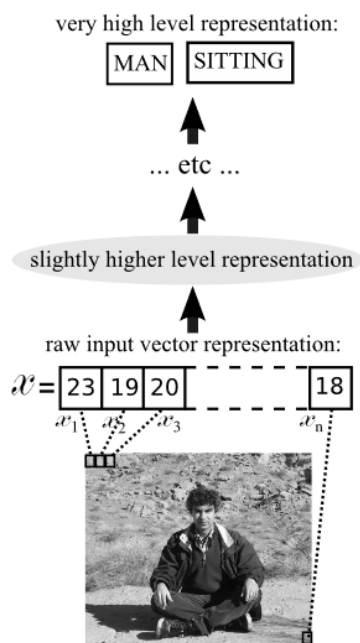 very high level representation:
MAN SITTING
... etc ...
slightly higher level representation
raw input vector representation:
x = 23 19 20 18
x₁ x₂ x₃ xₙ